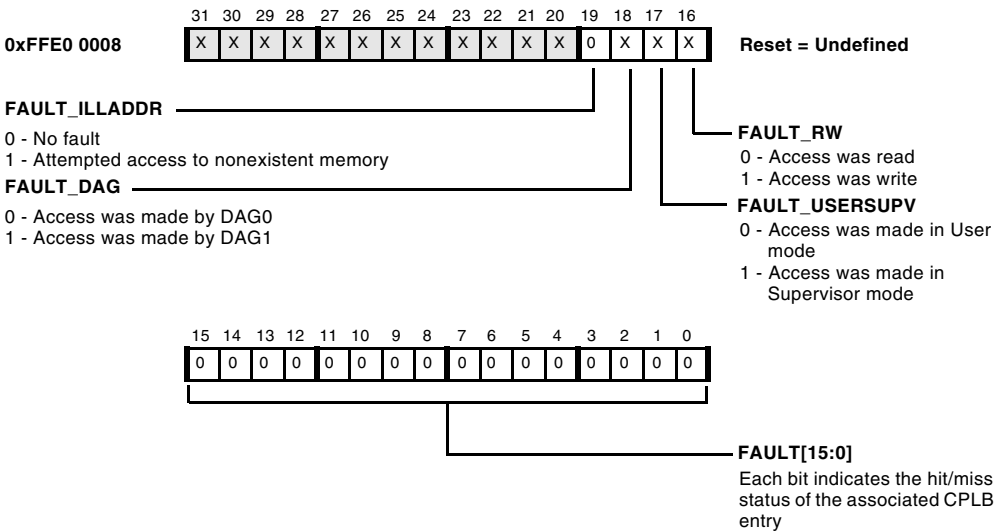 31 30 29 28 27 26 25 24 23 22 21 20 19 18 17 16
0xFFE0 0008 X X X X X X X X X X X X 0 X X X Reset = Undefined
FAULT_ILLADDR
0 - No fault
1 - Attempted access to nonexistent memory
FAULT_DAG
0 - Access was made by DAG0
1 - Access was made by DAG1
FAULT_RW
0 - Access was read
1 - Access was write
FAULT_USERSUPV
0 - Access was made in User
mode
1 - Access was made in
Supervisor mode
15 14 13 12 11 10 9 8 7 6 5 4 3 2 1 0
0 0 0 0 0 0 0 0 0 0 0 0 0 0 0 0
FAULT[15:0]
Each bit indicates the hit/miss
status of the associated CPLB
entry